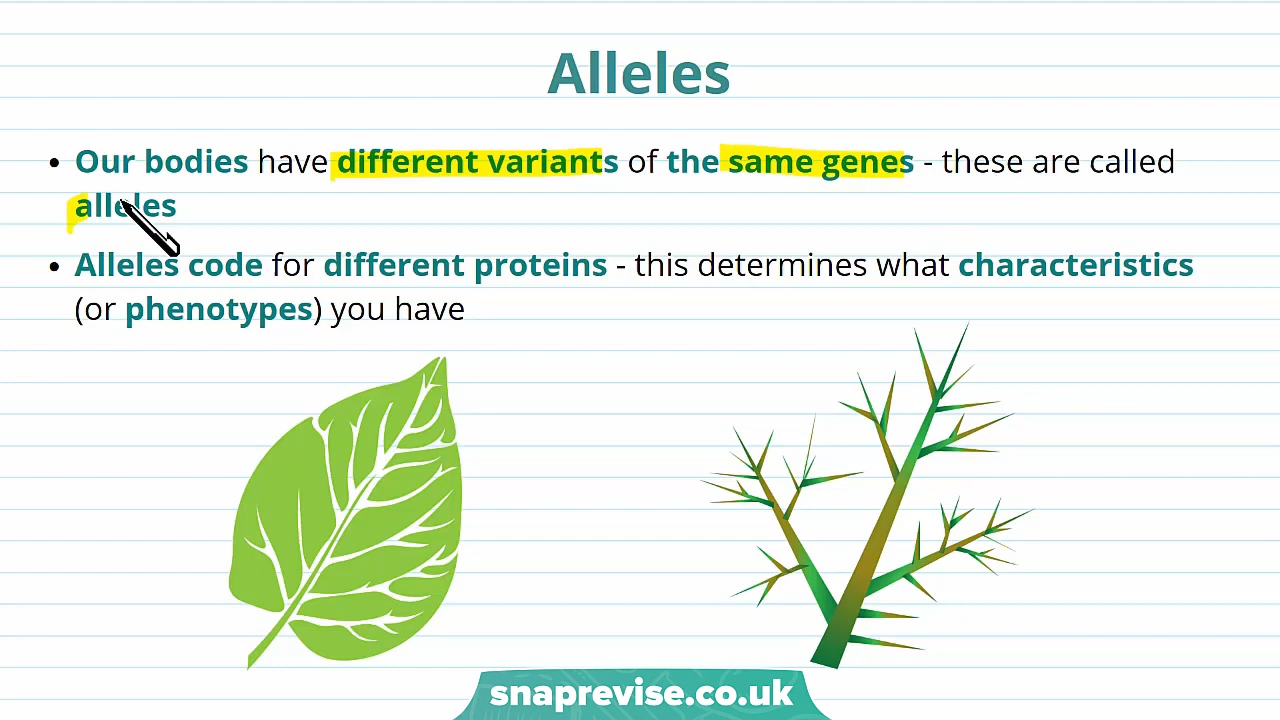 Alleles
• Our bodies have different variants of the same genes - these are called
alleles
• Alleles code for different proteins - this determines what characteristics
(or phenotypes) you have
snaprevise.co.uk